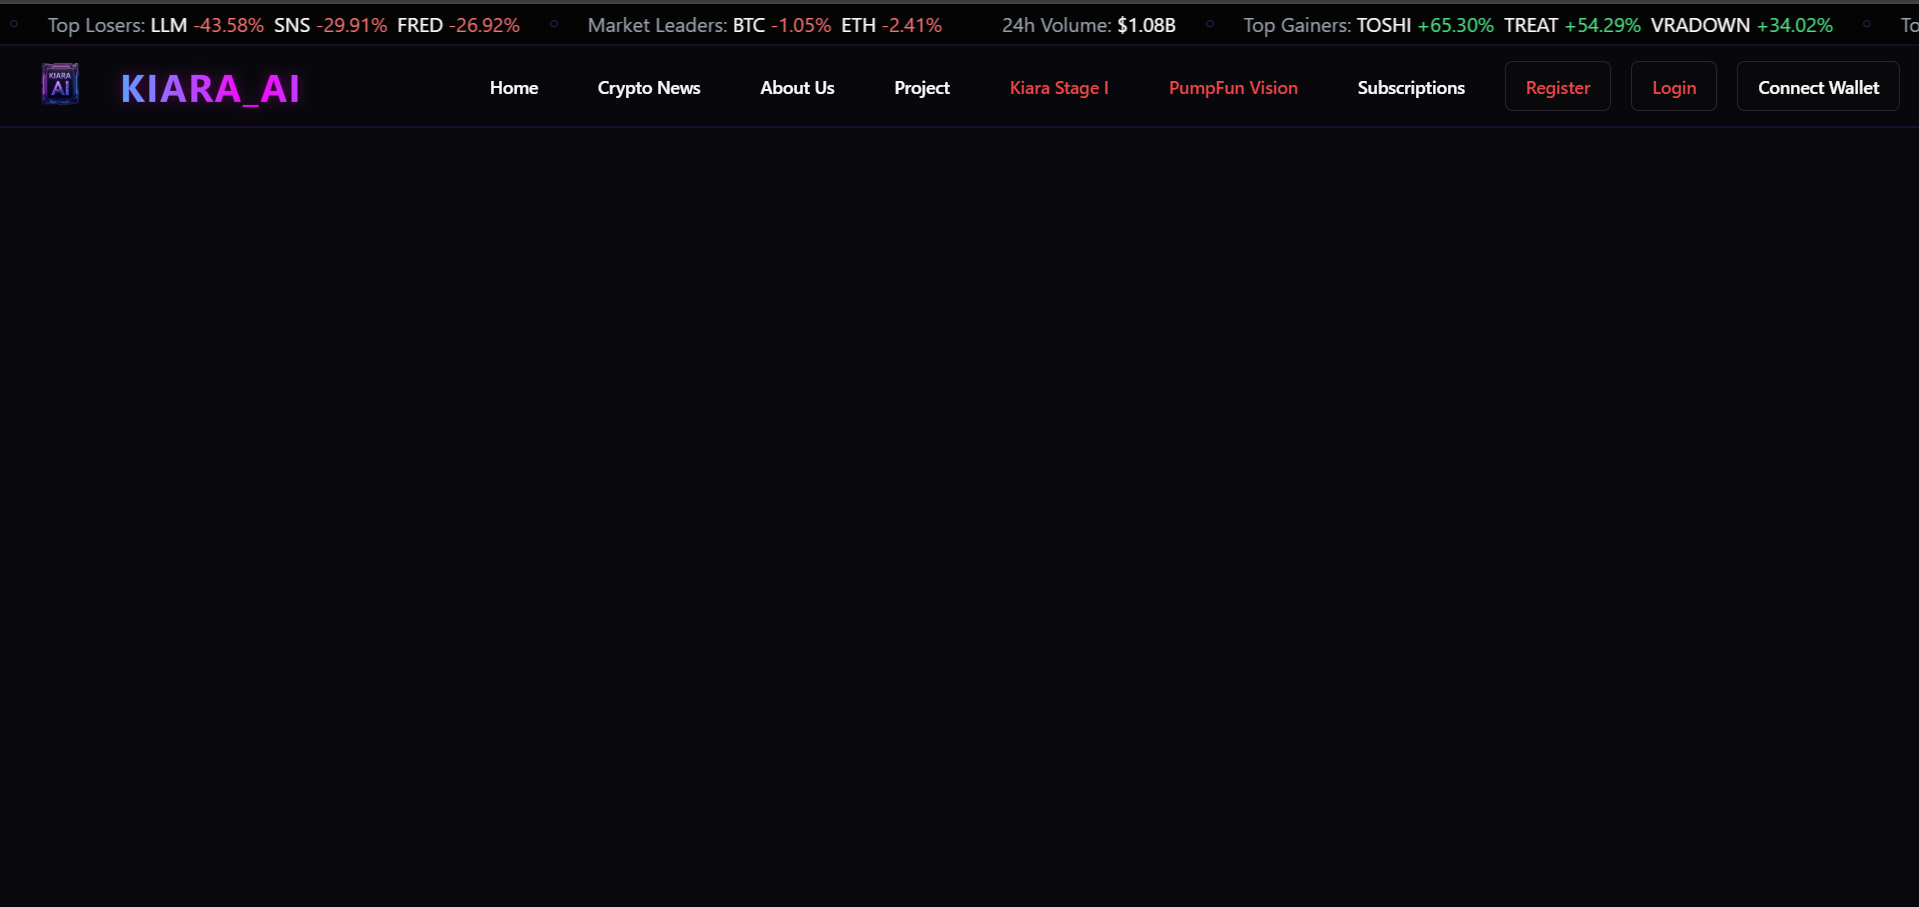 Top Losers: LLM -43.58% SNS -29.91% FRED -26.92% Market Leaders: BTC -1.05% ETH -2.41% 24h Volume: $1.08B Top Gainers: TOSHI +65.30% TREAT +54.29% VRADOWN +34.02% To
KIARA AI KIARA_AI Home Crypto News About Us Project Kiara Stage I PumpFun Vision Subscriptions Register Login Connect Wallet